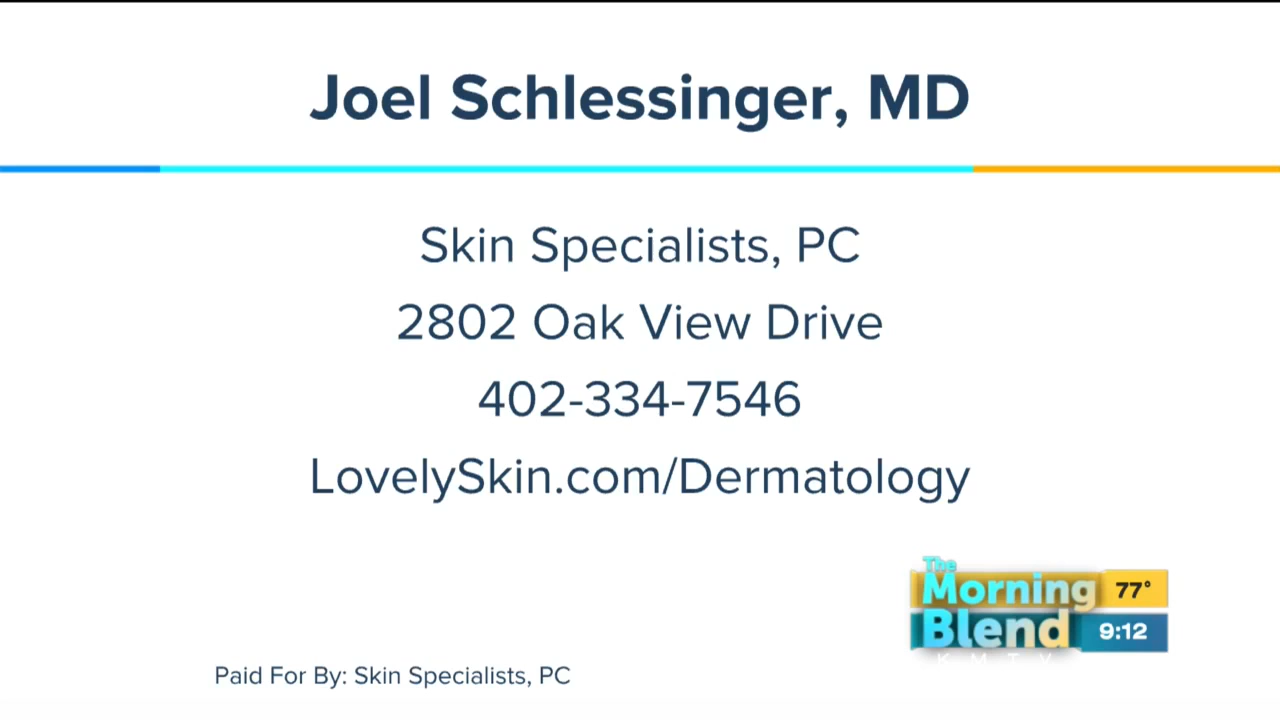 Joel Schlessinger, MD
Skin Specialists, PC
2802 Oak View Drive
402-334-7546
LovelySkin.com/Dermatology
The
Morning
77°
Blend
9:12
KMTV
Paid For By: Skin Specialists, PC